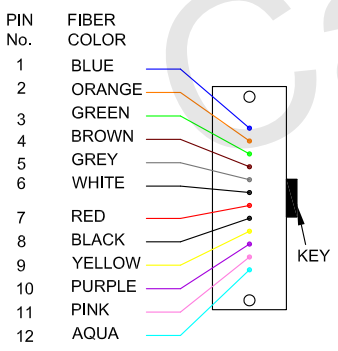 PIN FIBER
No. COLOR
1 BLUE
2 ORANGE
3 GREEN
4 BROWN
5 GREY
6 WHITE
7 RED
8 BLACK
9 YELLOW
10 PURPLE
11 PINK
12 AQUA
KEY